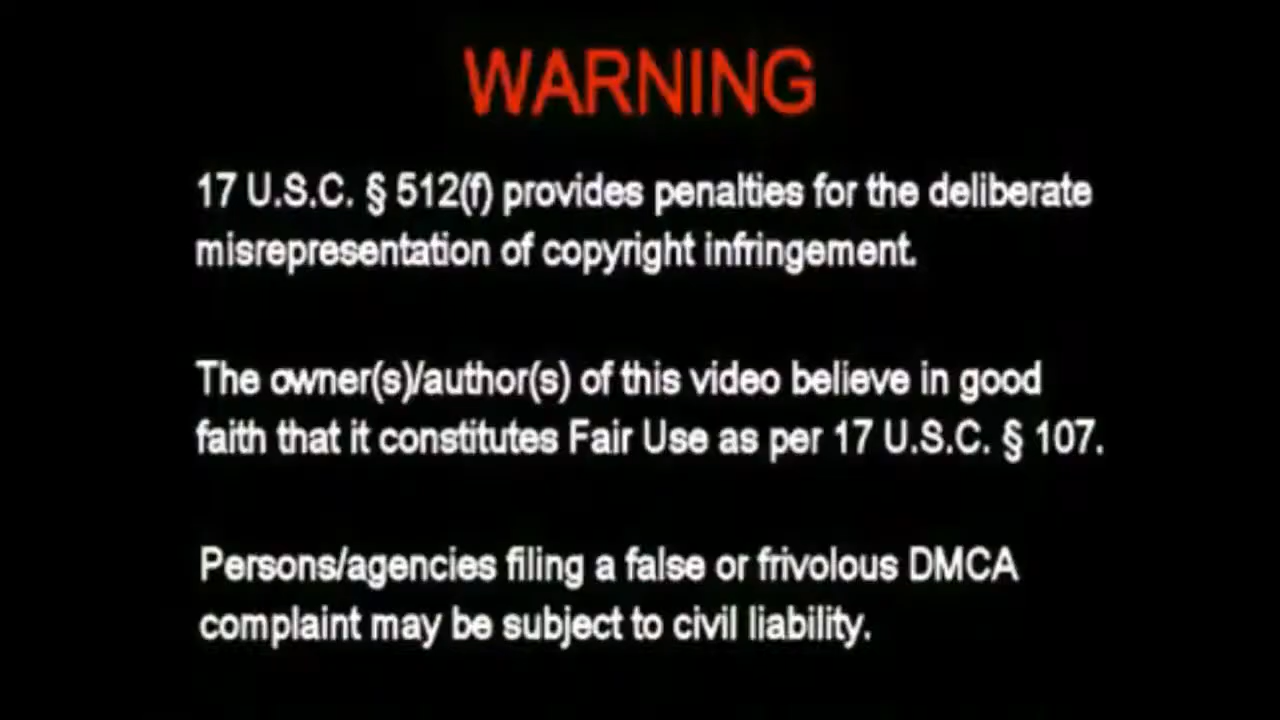 WARNING
17 U.S.C. § 512(f) provides penalties for the deliberate
misrepresentation of copyright infringement.
The owner(s)/author(s) of this video believe in good
faith that it constitutes Fair Use as per 17 U.S.C. § 107.
Persons/agencies filing a false or frivolous DMCA
complaint may be subject to civil liability.